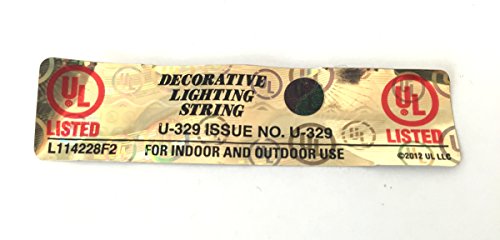 UL
LISTED
L114228F2
DECORATIVE
LIGHTING
STRING
U-329 ISSUE NO. U-329
FOR INDOOR AND OUTDOOR USE
UL
LISTED
©2012 UL LLC